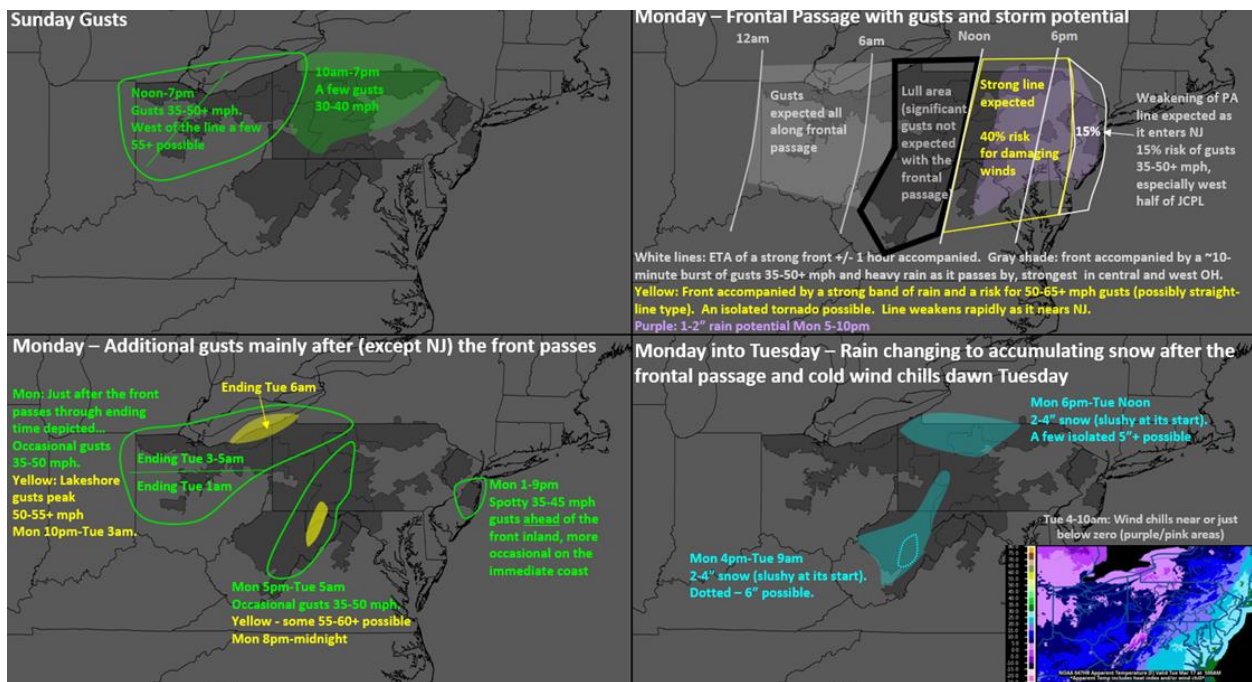 Sunday Gusts
Noon-7pm
Gusts 35-50+ mph.
West of the line a few
55+ possible
10am-7pm
A few gusts
30-40 mph
Monday – Frontal Passage with gusts and storm potential
12am
6am
Noon
6pm
Gusts
expected all
along frontal
passage
Lull area
(significant
gusts not
expected
with the
frontal
passage
Strong line
expected
40% risk
for damaging
winds
15%
Weakening of PA
line expected as
it enters NJ
15% risk of gusts
35-50+ mph,
especially west
half of JCPL
White lines: ETA of a strong front +/- 1 hour accompanied. Gray shade: front accompanied by a ~10-
minute burst of gusts 35-50+ mph and heavy rain as it passes by, strongest in central and west OH.
Yellow: Front accompanied by a strong band of rain and a risk for 50-65+ mph gusts (possibly straight-
line type). An isolated tornado possible. Line weakens rapidly as it nears NJ.
Purple: 1-2” rain potential Mon 5-10pm
Monday – Additional gusts mainly after (except NJ) the front passes
Mon: Just after the front
passes through ending
time depicted…
Occasional gusts
35-50 mph.
Yellow: Lakeshore
gusts peak
50-55+ mph
Mon 10pm-Tue 3am.
Ending Tue 6am
Ending Tue 3-5am
Ending Tue 1am
Mon 1-9pm
Spotty 35-45 mph
gusts ahead of the
front inland, more
occasional on the
immediate coast
Mon 5pm-Tue 5am
Occasional gusts 35-50 mph.
Yellow - some 55-60+ possible
Mon 8pm-midnight
Monday into Tuesday – Rain changing to accumulating snow after the
frontal passage and cold wind chills dawn Tuesday
Mon 6pm-Tue Noon
2-4” snow (slushy at its start).
A few isolated 5”+ possible
Mon 4pm-Tue 9am
2-4” snow (slushy at its start).
Dotted – 6” possible.
Tue 4-10am: Wind chills near or just
below zero (purple/pink areas)